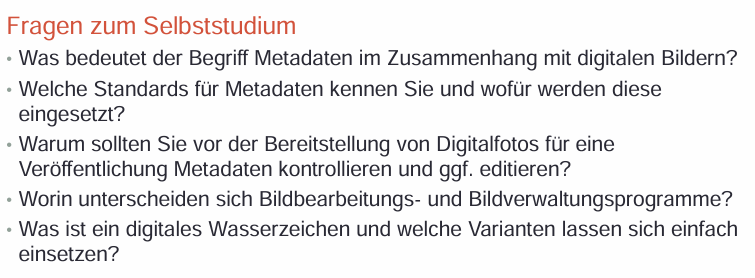 Fragen zum Selbststudium
• Was bedeutet der Begriff Metadaten im Zusammenhang mit digitalen Bildern?
• Welche Standards für Metadaten kennen Sie und wofür werden diese
eingesetzt?
• Warum sollten Sie vor der Bereitstellung von Digitalfotos für eine
Veröffentlichung Metadaten kontrollieren und ggf. editieren?
• Worin unterscheiden sich Bildbearbeitungs- und Bildverwaltungsprogramme?
• Was ist ein digitales Wasserzeichen und welche Varianten lassen sich einfach
einsetzen?